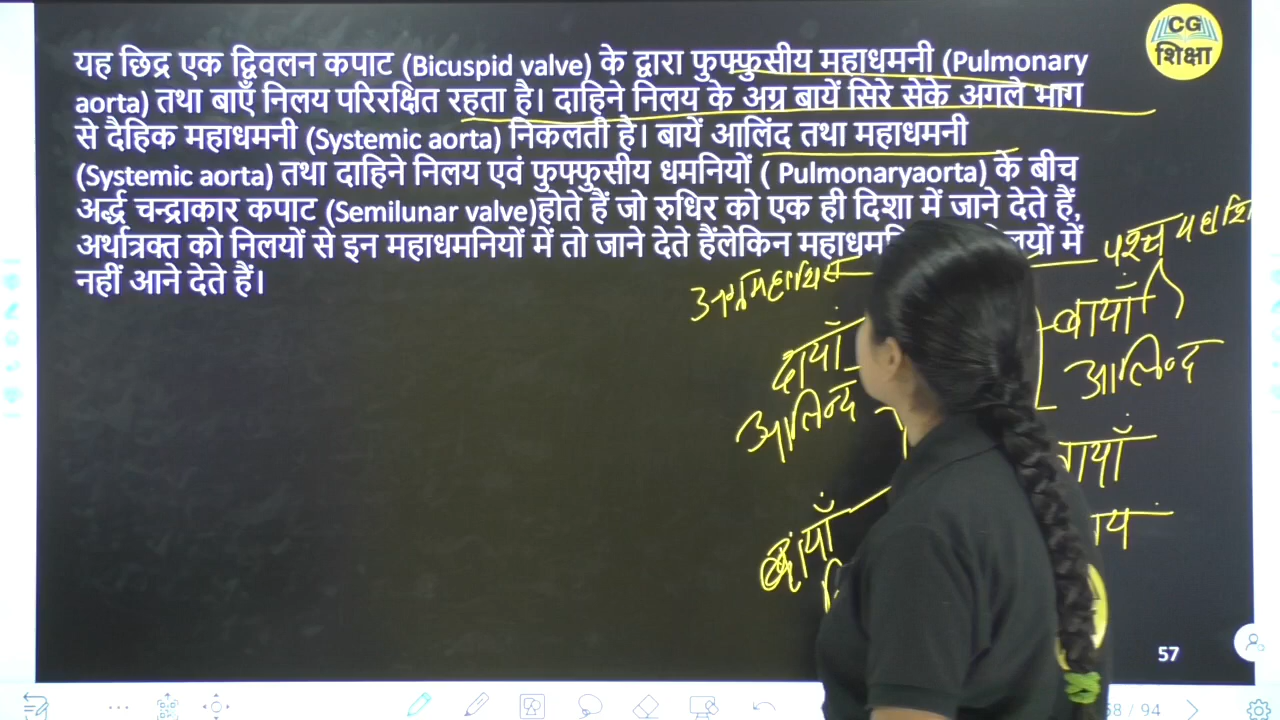 CG
शिक्षा
यह छिद्र एक द्विवलन कपाट (Bicuspid valve) के द्वारा फुफ्फुसीय महाधमनी (Pulmonary
aorta) तथा बाएँ निलय परिरक्षित रहता है। दाहिने निलय के अग्र बायें सिरे सेके अगले भाग
से दैहिक महाधमनी (Systemic aorta) निकलती है। बायें आलिंद तथा महाधमनी
(Systemic aorta) तथा दाहिने निलय एवं फुफ्फुसीय धमनियों ( Pulmonaryaorta) के बीच
अर्द्ध चन्द्राकार कपाट (Semilunar valve)होते हैं जो रुधिर को एक ही दिशा में जाने देते हैं,
अर्थात्रक्त को निलयों से इन महाधमनियों में तो जाने देते हैंलेकिन में
नहीं आने देते हैं।
दायाँ
आलिन्द
बायाँ
आलिन्द
57
58 / 94